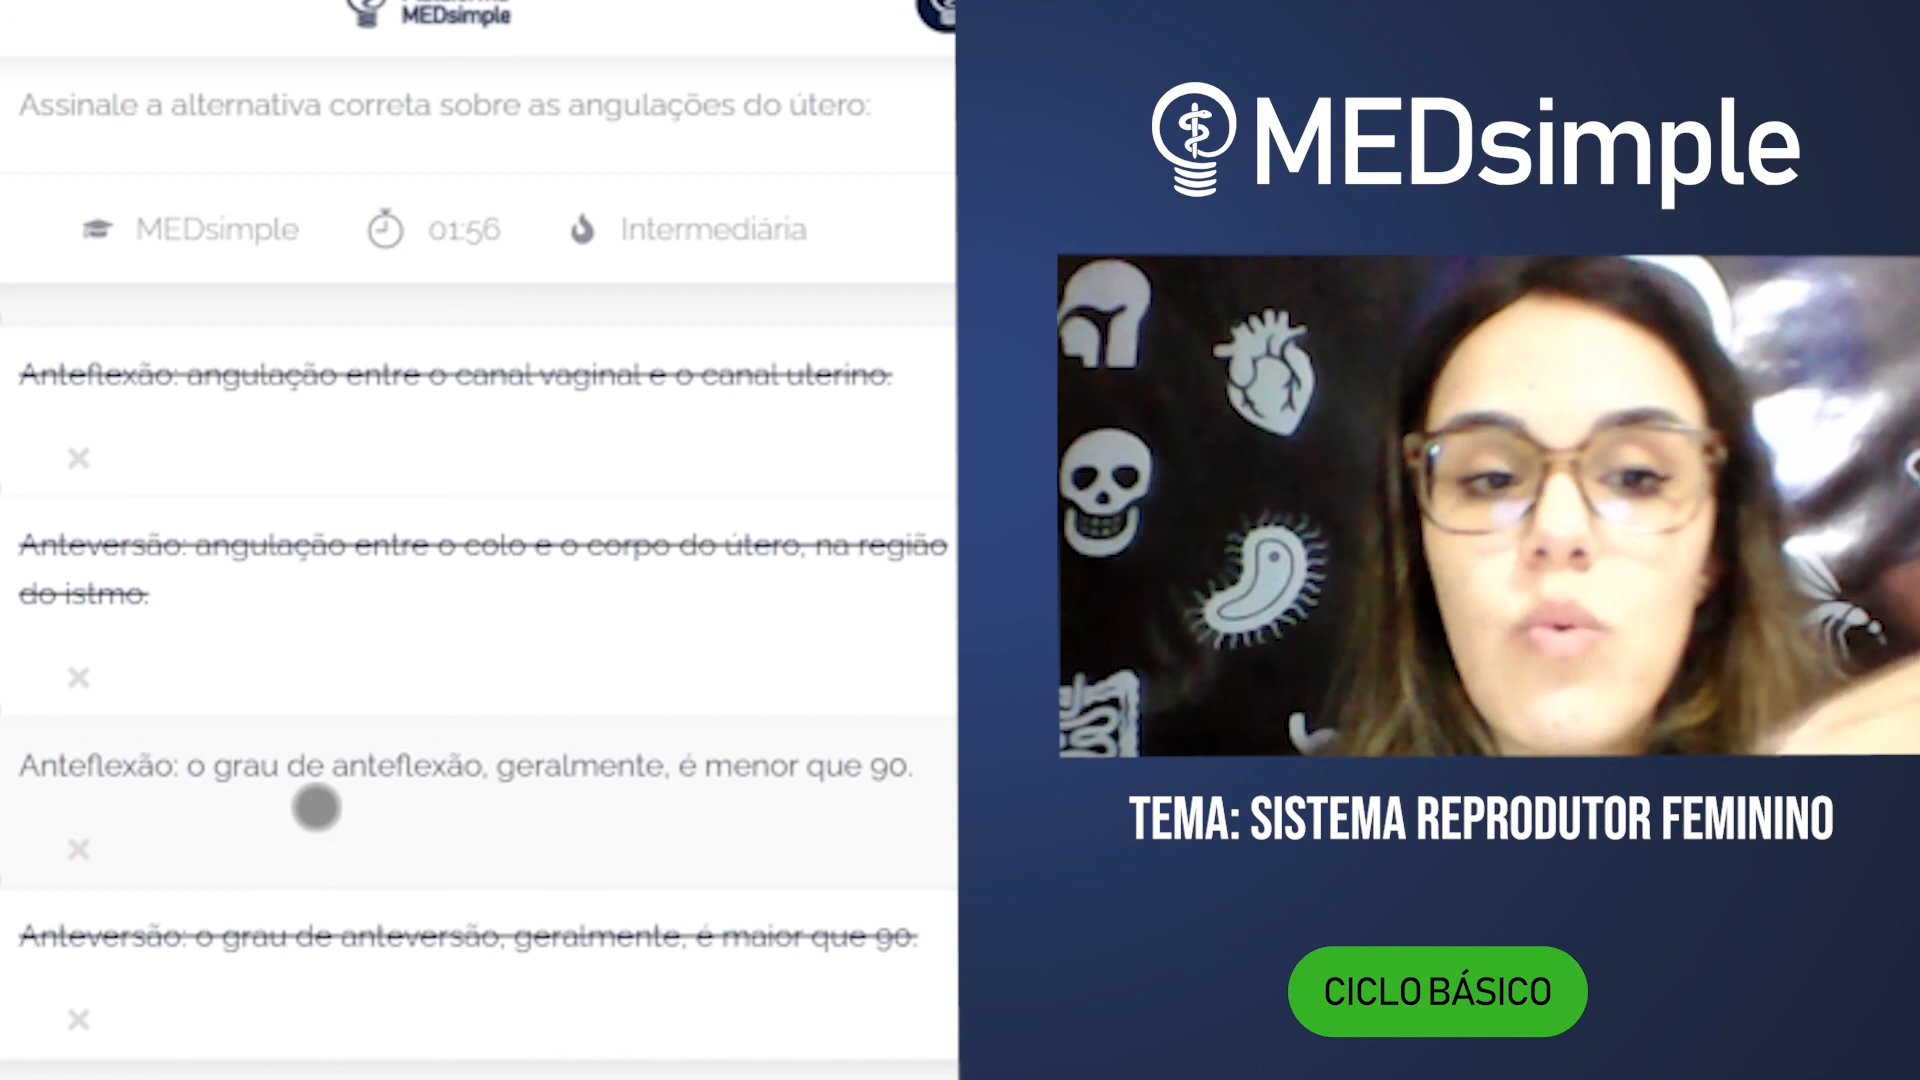 MEDsimple
Assinale a alternativa correta sobre as angulações do útero:
MEDsimple 01:56 Intermediária
Anteflexão: angulação entre o canal vaginal e o canal uterino.
Anteversão: angulação entre o colo e o corpo do útero, na região
do istmo.
Anteflexão: o grau de anteflexão, geralmente, é menor que 90.
Anteversão: o grau de anteversão, geralmente, é maior que 90.
MEDsimple
TEMA: SISTEMA REPRODUTOR FEMININO
CICLO BÁSICO